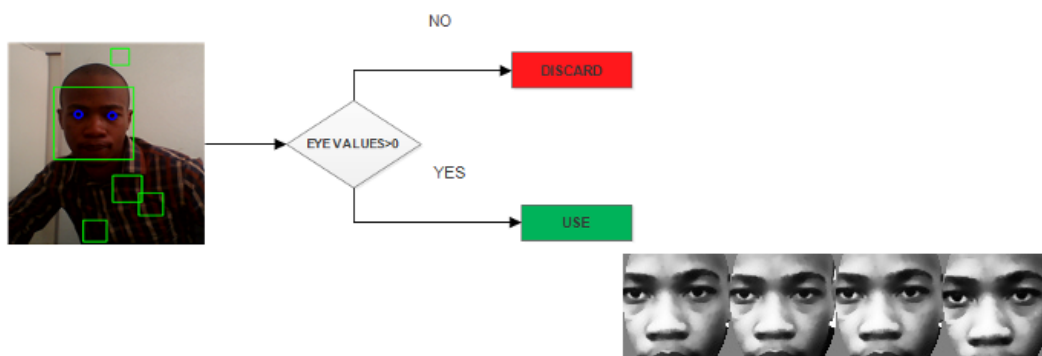 NO
DISCARD
EYE VALUES>0
YES
USE